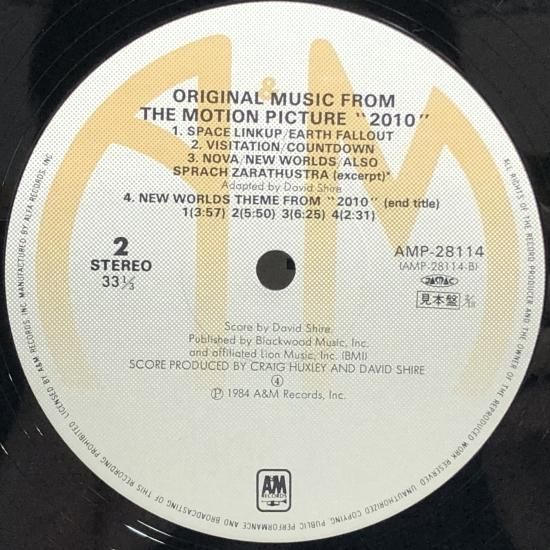 &
ORIGINAL MUSIC FROM
THE MOTION PICTURE "2010"
1. SPACE LINKUP/EARTH FALLOUT
2. VISITATION/COUNTDOWN
3. NOVA/NEW WORLDS/ALSO
SPRACH ZARATHUSTRA (excerpt)*
Adapted by David Shire
4. NEW WORLDS THEME FROM "2010" (end title)
1(3:57) 2(5:50) 3(6:25) 4(2:31)
2
STEREO
33 1/3
AMP-28114
(AMP-28114-B)
JASRAC
見本盤
Score by David Shire.
Published by Blackwood Music, Inc.
and affiliated Lion Music, Inc. (BMI)
SCORE PRODUCED BY CRAIG HUXLEY AND DAVID SHIRE
④
Ⓟ 1984 A&M Records, Inc.
A&M
RECORDS
ALL RIGHTS OF THE RECORD PRODUCER AND THE OWNER OF THE REPRODUCED WORK RESERVED. UNAUTHORIZED COPYING PUBLIC PERFORMANCE AND BROADCASTING OF THIS RECORDING PROHIBITED LICENSED BY A&M RECORDS, INC. MANUFACTURED BY ALFA RECORDS, INC.